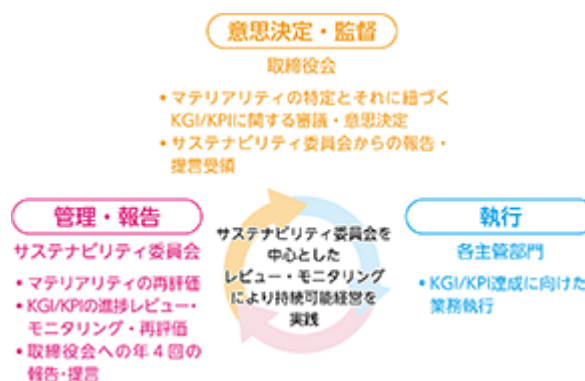 意思決定・監督
取締役会
• マテリアリティの特定とそれに紐づく
KGI/KPIに関する審議・意思決定
• サステナビリティ委員会からの報告・
提言受領
管理・報告
サステナビリティ委員会
• マテリアリティの再評価
• KGI/KPIの進捗レビュー・
モニタリング・再評価
• 取締役会への年４回の
報告・提言
サステナビリティ委員会を
中心とした
レビュー・モニタリング
により持続可能経営を
実践
執行
各主管部門
• KGI/KPI達成に向けた
業務執行